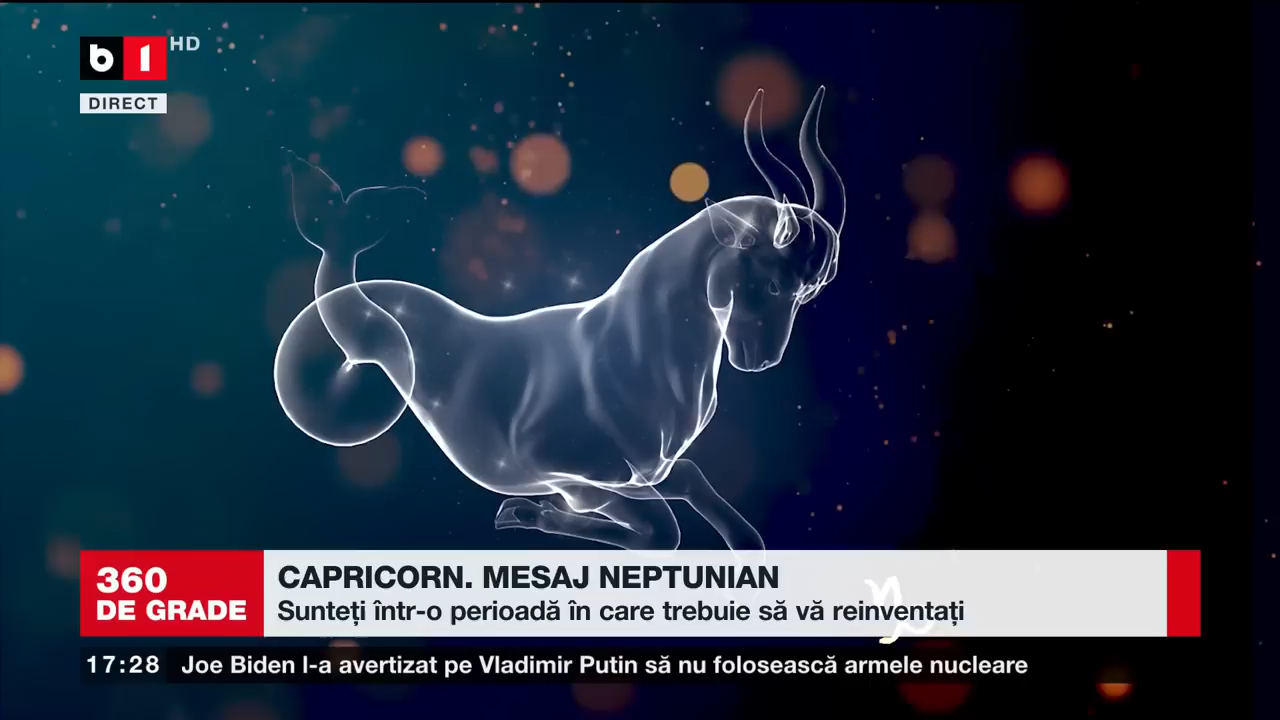 b1 HD
DIRECT
360
DE GRADE
CAPRICORN. MESAJ NEPTUNIAN
Sunteți într-o perioadă în care trebuie să vă reinventați
17:28 Joe Biden l-a avertizat pe Vladimir Putin să nu folosească armele nucleare